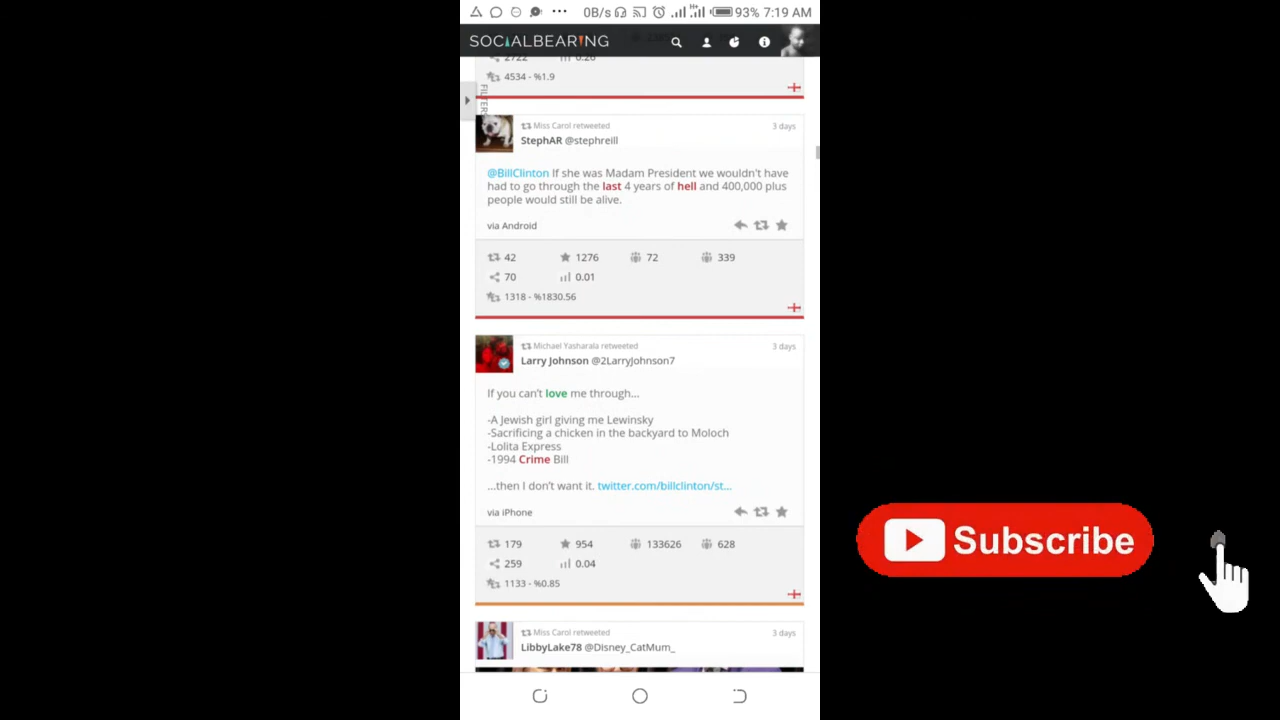 0B/s 93% 7:19 AM
SOCIALBEARING
2722 0.26
4534 - %1.9
FILTER
Miss Carol retweeted 3 days
StephAR @stephreill
@BillClinton If she was Madam President we wouldn't have
had to go through the last 4 years of hell and 400,000 plus
people would still be alive.
via Android
42 1276 72 339
70 0.01
1318 - %1830.56
Michael Yasharala retweeted 3 days
Larry Johnson @2LarryJohnson7
If you can't love me through...
-A Jewish girl giving me Lewinsky
-Sacrificing a chicken in the backyard to Moloch
-Lolita Express
-1994 Crime Bill
...then I don't want it. twitter.com/billclinton/st...
via iPhone
179 954 133626 628
259 0.04
1133 - %0.85
Miss Carol retweeted 3 days
LibbyLake78 @Disney_CatMum_
Subscribe